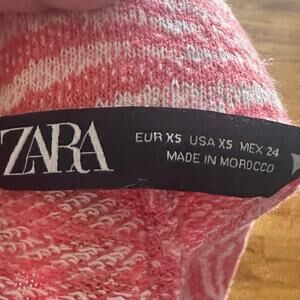 ZARA
EUR XS USA XS MEX 24
MADE IN MOROCCO